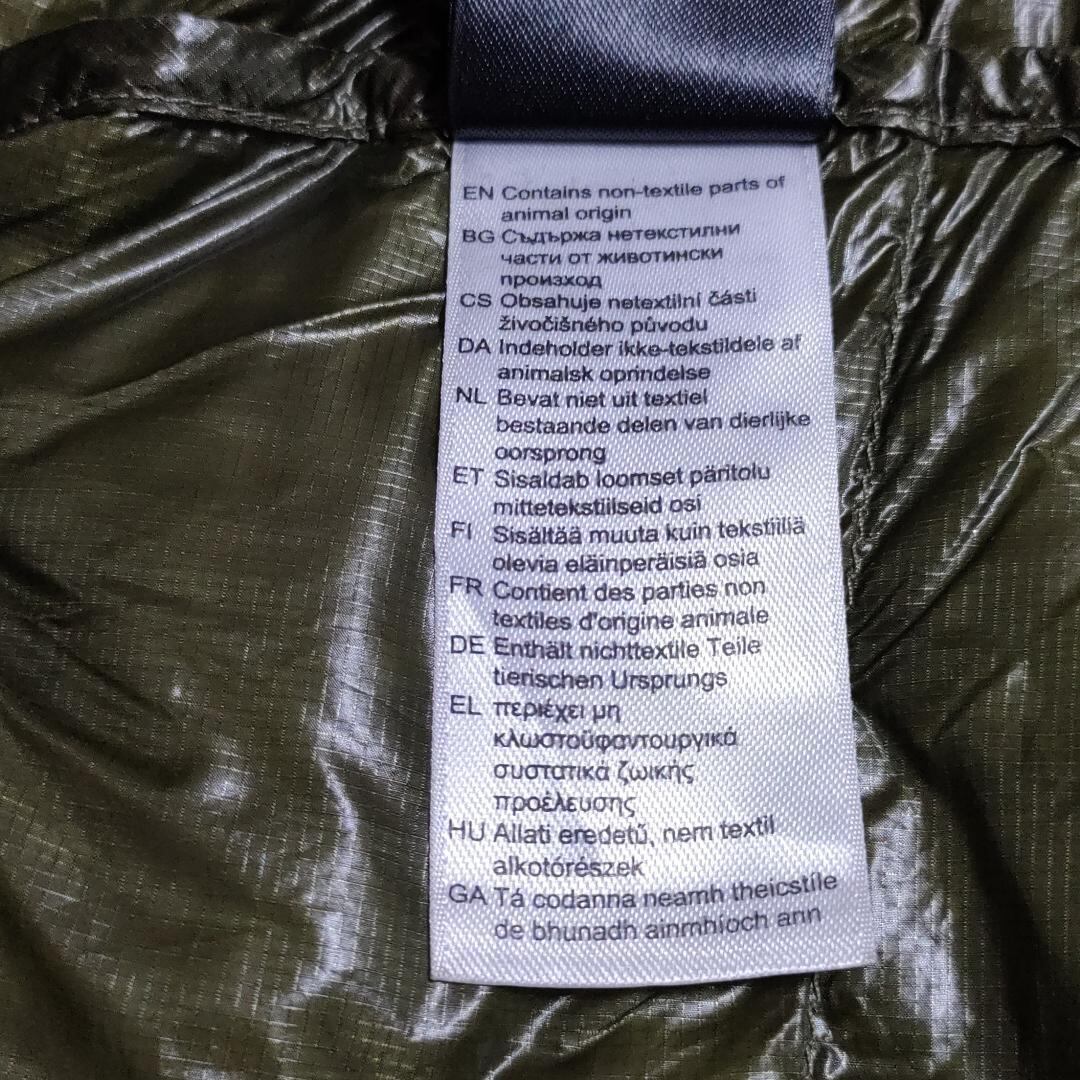 EN Contains non-textile parts of
animal origin
BG Съдържа нетекстилни
части от животински
произход
CS Obsahuje netextilní části
živočišného původu
DA Indeholder ikke-tekstildele af
animalsk oprindelse
NL Bevat niet uit textiel
bestaande delen van dierlijke
oorsprong
ET Sisaldab loomset päritolu
mittetekstiilseid osi
FI Sisältää muuta kuin tekstiiliä
olevia eläinperäisiä osia
FR Contient des parties non
textiles d'origine animale
DE Enthält nichttextile Teile
tierischen Ursprungs
EL περιέχει μη
κλωστοϋφαντουργικά
συστατικά ζωικής
προέλευσης
HU Állati eredetű, nem textil
alkotórészek
GA Tá codanna neamh theicstíle
de bhunadh ainmhíoch ann